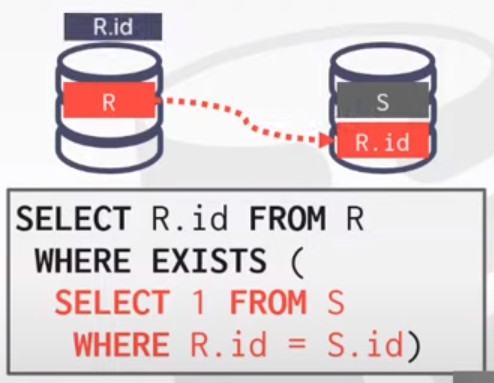 R.id
R
S
R.id
SELECT R.id FROM R
WHERE EXISTS (
SELECT 1 FROM S
WHERE R.id = S.id)